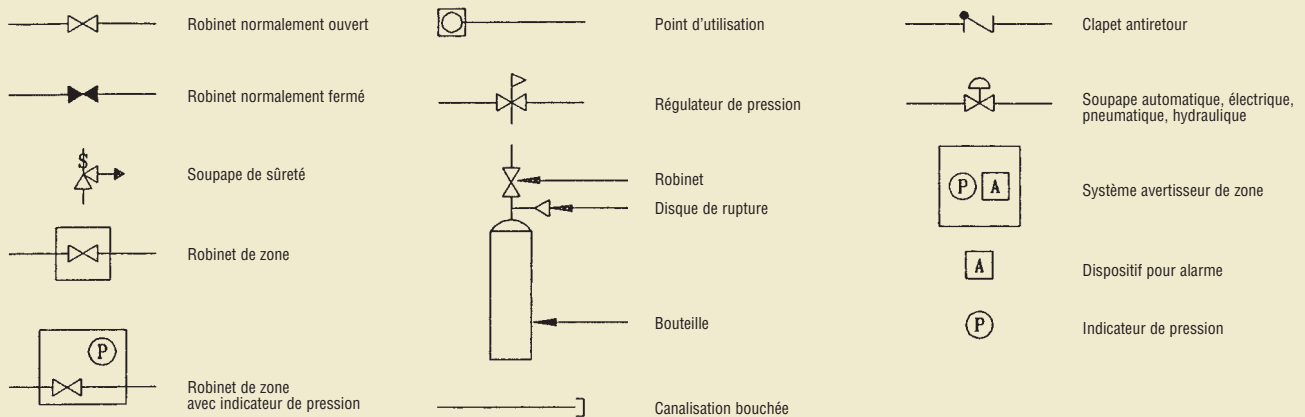 Robinet normalement ouvert
Robinet normalement fermé
S
Soupape de sûreté
Robinet de zone
P
Robinet de zone
avec indicateur de pression
Point d'utilisation
Régulateur de pression
Robinet
Disque de rupture
Bouteille
Canalisation bouchée
Clapet antiretour
Soupape automatique, électrique,
pneumatique, hydraulique
P A
Système avertisseur de zone
A
Dispositif pour alarme
P
Indicateur de pression